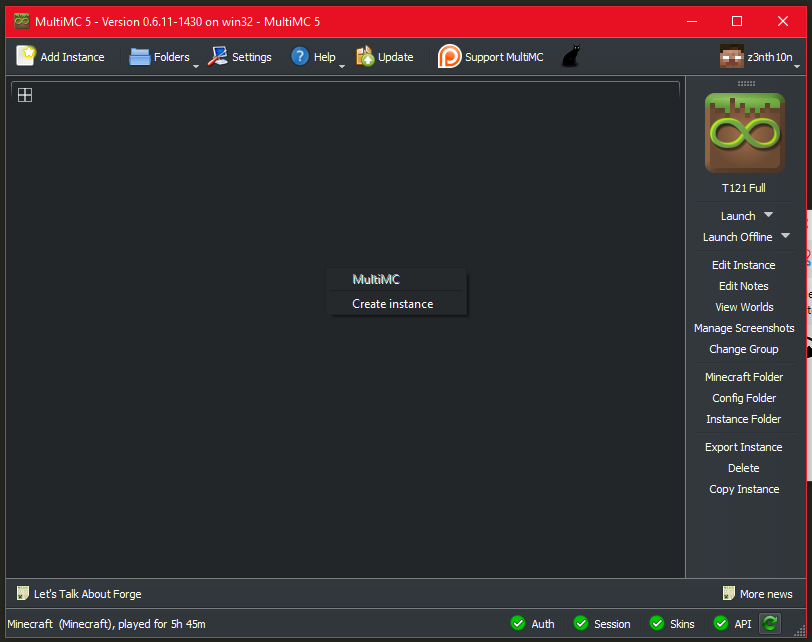 MultiMC 5 - Version 0.6.11-1430 on win32 - MultiMC 5
Add Instance Folders Settings Help Update Support MultiMC z3nth10n
T121 Full
Launch
Launch Offline
MultiMC
Create instance
Edit Instance
Edit Notes
View Worlds
Manage Screenshots
Change Group
Minecraft Folder
Config Folder
Instance Folder
Export Instance
Delete
Copy Instance
Let's Talk About Forge More news
Minecraft (Minecraft), played for 5h 45m Auth Session Skins API